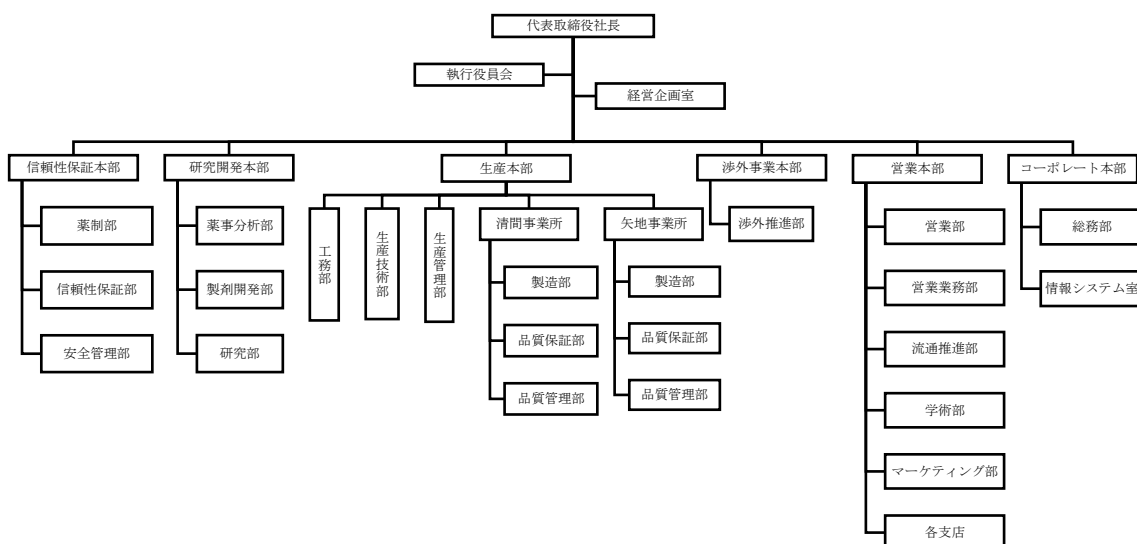 代表取締役社長
執行役員会
経営企画室
信頼性保証本部
研究開発本部
生産本部
渉外事業本部
営業本部
コーポレート本部
薬制部
信頼性保証部
安全管理部
薬事分析部
製剤開発部
研究部
工務部
生産技術部
生産管理部
清間事業所
製造部
品質保証部
品質管理部
矢地事業所
製造部
品質保証部
品質管理部
渉外推進部
営業部
営業業務部
流通推進部
学術部
マーケティング部
各支店
総務部
情報システム室